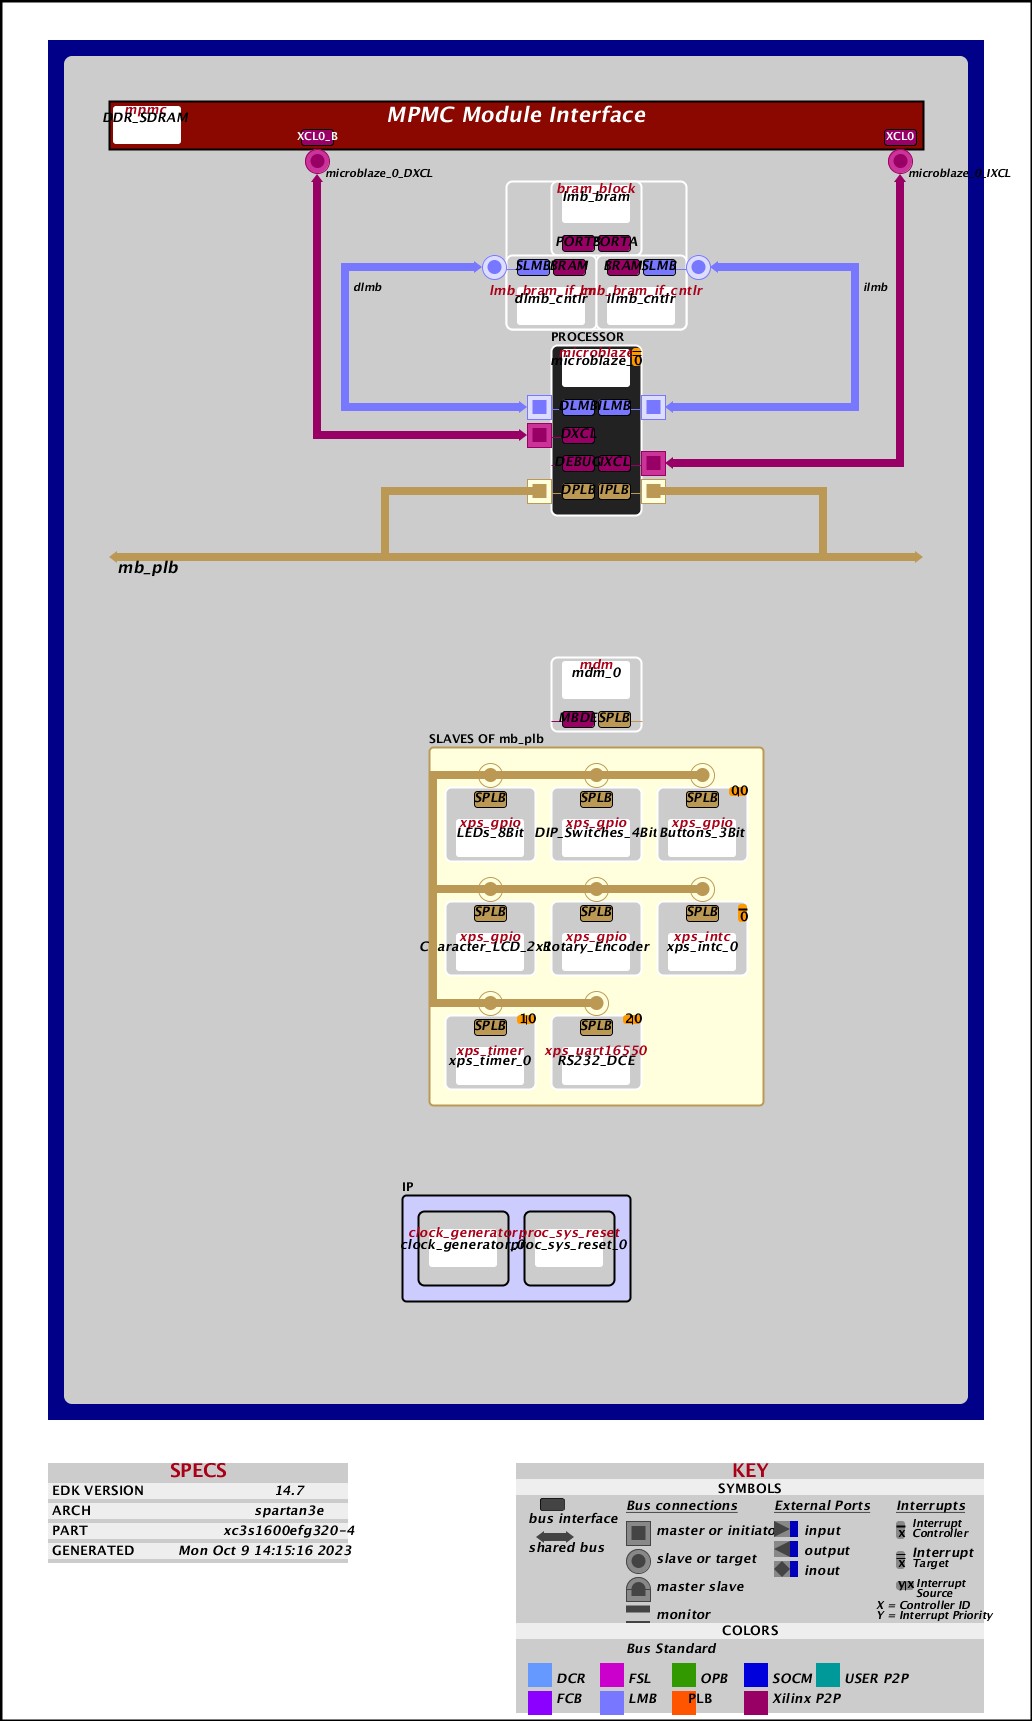 mpmc
DDR_SDRAM
MPMC Module Interface
XCL0_B
XCL0
microblaze_0_DXCL
microblaze_0_IXCL
bram_block
lmb_bram
PORTB
PORTA
SLMB
BRAM
BRAM
SLMB
dlmb
ilmb
lmb_bram_if_cntlr
lmb_bram_if_cntlr
dlmb_cntlr
ilmb_cntlr
PROCESSOR
microblaze
microblaze_0
0
DLMB
ILMB
DXCL
DEBUG
IXCL
DPLB
IPLB
mb_plb
mdm
mdm_0
SPLB
SLAVES OF mb_plb
00
SPLB
SPLB
SPLB
xps_gpio
xps_gpio
xps_gpio
LEDs_8Bit
DIP_Switches_4Bit
Buttons_3Bit
SPLB
SPLB
SPLB
0
xps_gpio
xps_gpio
xps_intc
Rotary_Encoder
xps_intc_0
10
20
SPLB
SPLB
xps_timer
xps_uart16550
xps_timer_0
RS232_DCE
IP
clock_generator
proc_sys_reset
clock_generator_0
proc_sys_reset_0
SPECS
EDK VERSION 14.7
ARCH spartan3e
PART xc3s1600efg320-4
GENERATED Mon Oct 9 14:15:16 2023
KEY
SYMBOLS
bus interface
shared bus
Bus connections
master or initiator
slave or target
master slave
monitor
External Ports
input
output
inout
Interrupts
x
Interrupt
Controller
x
Interrupt
Target
y|x
Interrupt
Source
X = Controller ID
Y = Interrupt Priority
COLORS
Bus Standard
DCR
FSL
OPB
SOCM
USER P2P
FCB
LMB
PLB
Xilinx P2P